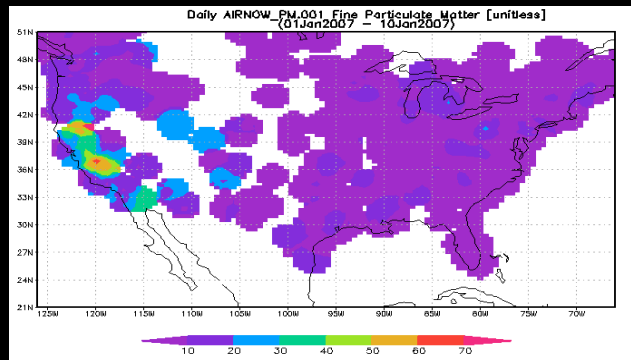 Daily AIRNOW_PM.001 Fine Particulate Matter [unitless]
(01Jan2007 - 10Jan2007)
51N
48N
45N
42N
39N
36N
33N
30N
27N
24N
21N
125W 120W 115W 110W 105W 100W 95W 90W 85W 80W 75W 70W
10 20 30 40 50 60 70